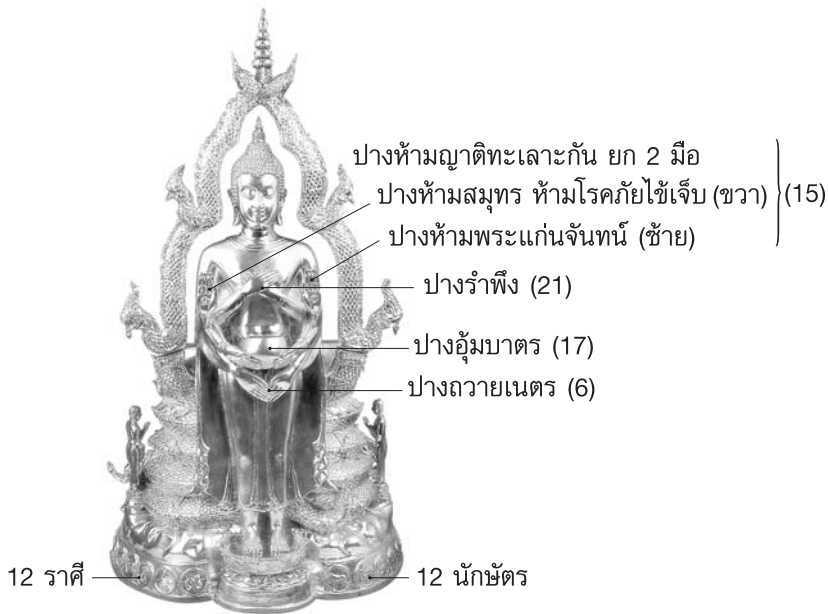 ปางห้ามญาติทะเลาะกัน ยก 2 มือ
ปางห้ามสมุทร ห้ามโรคภัยไข้เจ็บ (ขวา)
(15)
ปางห้ามพระแก่นจันทน์ (ซ้าย)
ปางรำพึง (21)
ปางอุ้มบาตร (17)
ปางถวายเนตร (6)
12 ราศี
12 นักษัตร